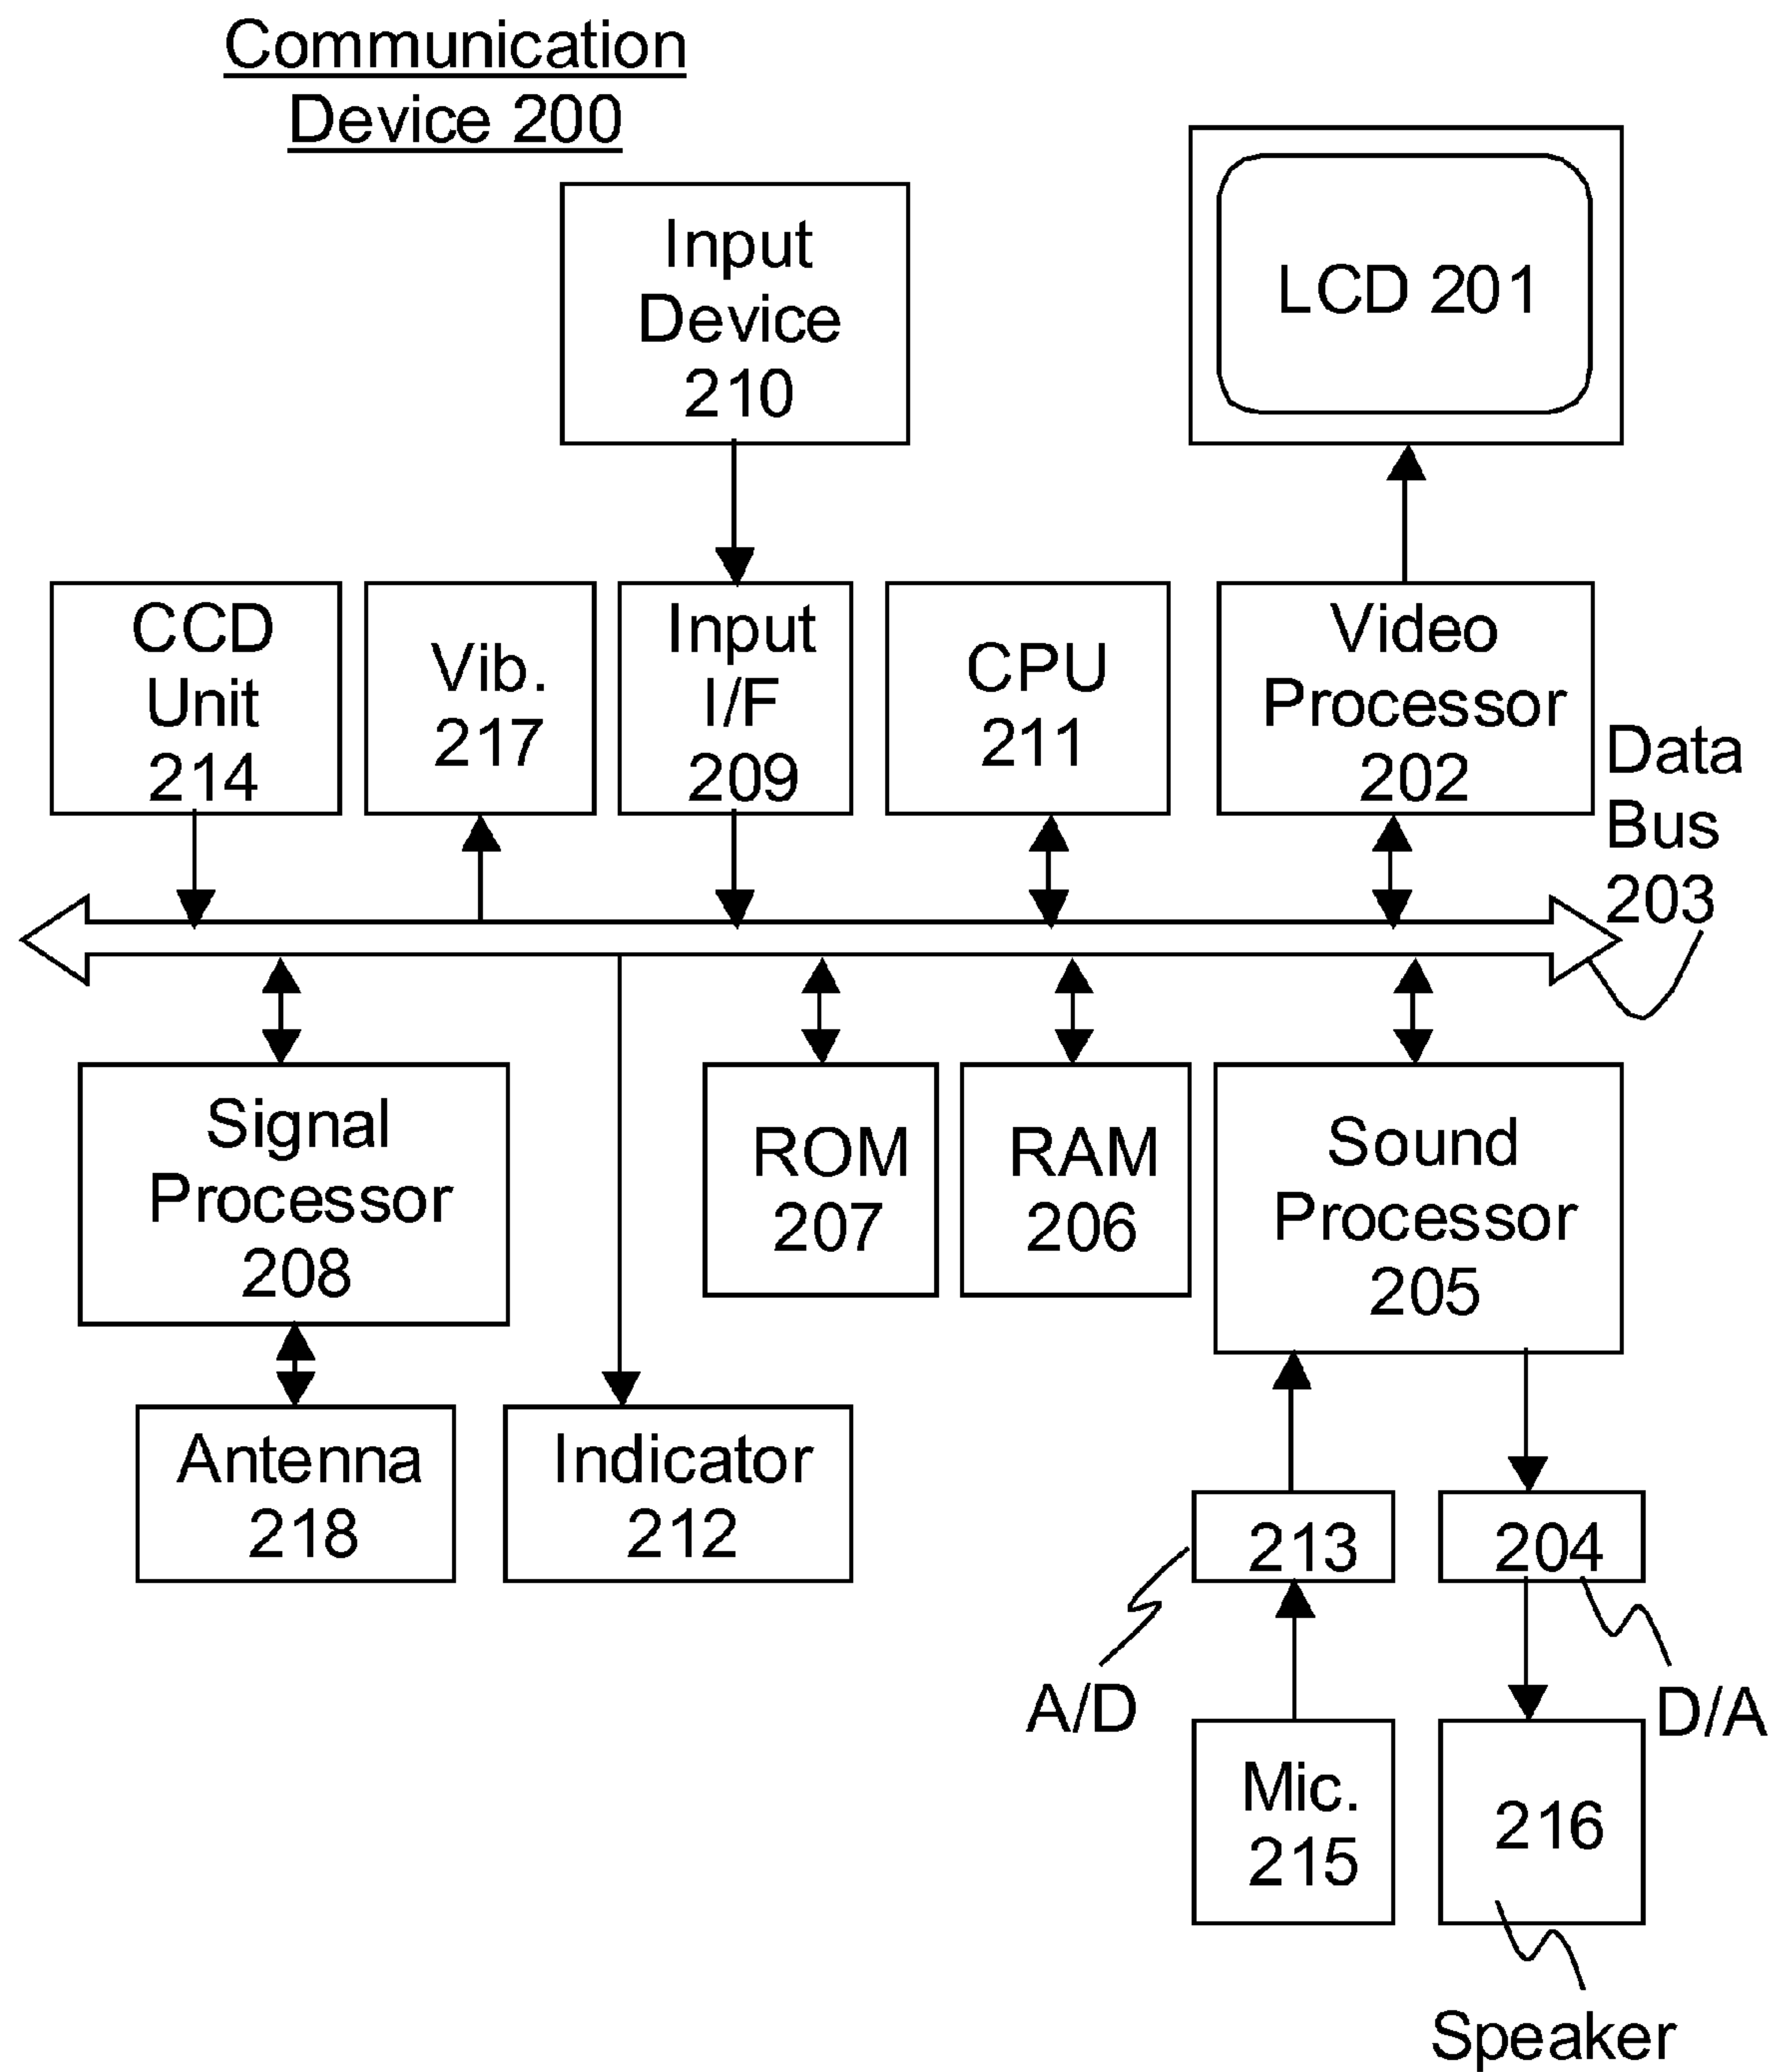 Communication
Device 200
Input
Device
210
LCD 201
CCD
Unit
214
Vib.
217
Input
I/F
209
CPU
211
Video
Processor
202
Data
Bus
203
Signal
Processor
208
ROM
207
RAM
206
Sound
Processor
205
Antenna
218
Indicator
212
213
204
A/D
D/A
Mic.
215
216
Speaker